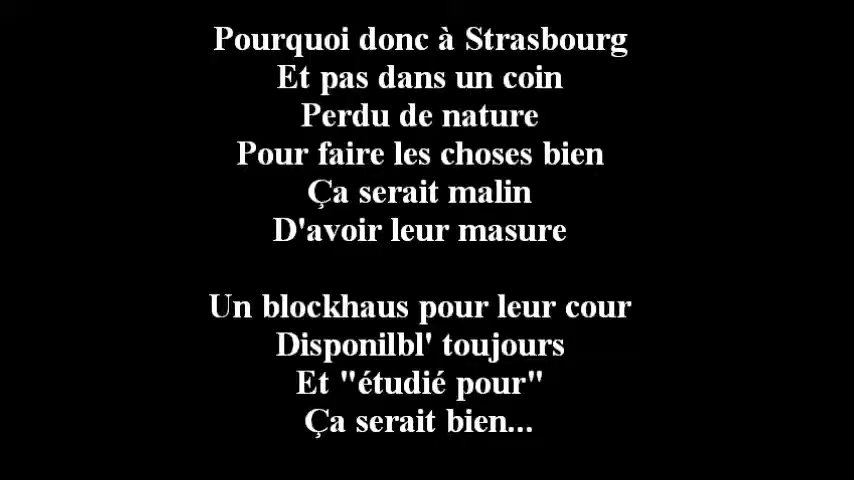 Pourquoi donc à Strasbourg
Et pas dans un coin
Perdu de nature
Pour faire les choses bien
Ça serait malin
D'avoir leur masure
Un blockhaus pour leur cour
Disponilbl' toujours
Et "étudié pour"
Ça serait bien...